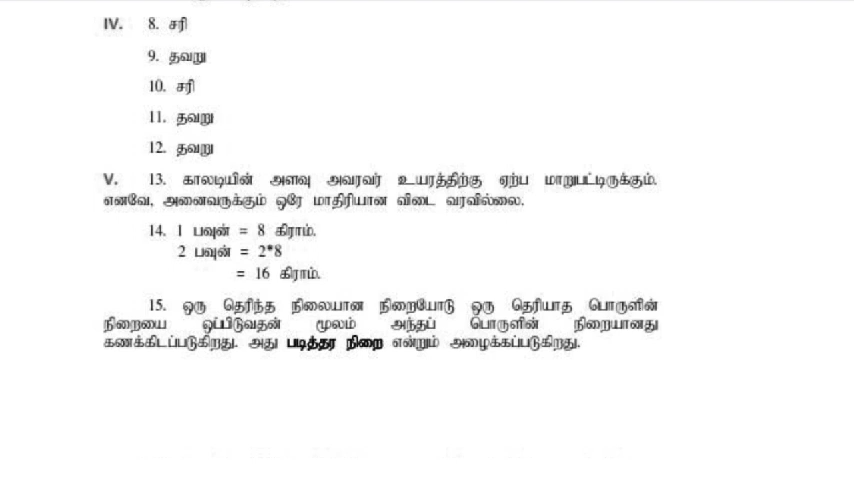 IV. 8. சரி
9. தவறு
10. சரி
11. தவறு
12. தவறு
V. 13. காலடியின் அளவு அவரவர் உயரத்திற்கு ஏற்ப மாறுபட்டிருக்கும்.
எனவே, அனைவருக்கும் ஒரே மாதிரியான விடை வரவில்லை.
14. 1 பவுன் = 8 கிராம்.
2 பவுன் = 2*8
= 16 கிராம்.
15. ஒரு தெரிந்த நிலையான நிறையோடு ஒரு தெரியாத பொருளின்
நிறையை ஒப்பிடுவதன் மூலம் அந்தப் பொருளின் நிறையானது
கணக்கிடப்படுகிறது. அது படித்தர நிறை என்றும் அழைக்கப்படுகிறது.